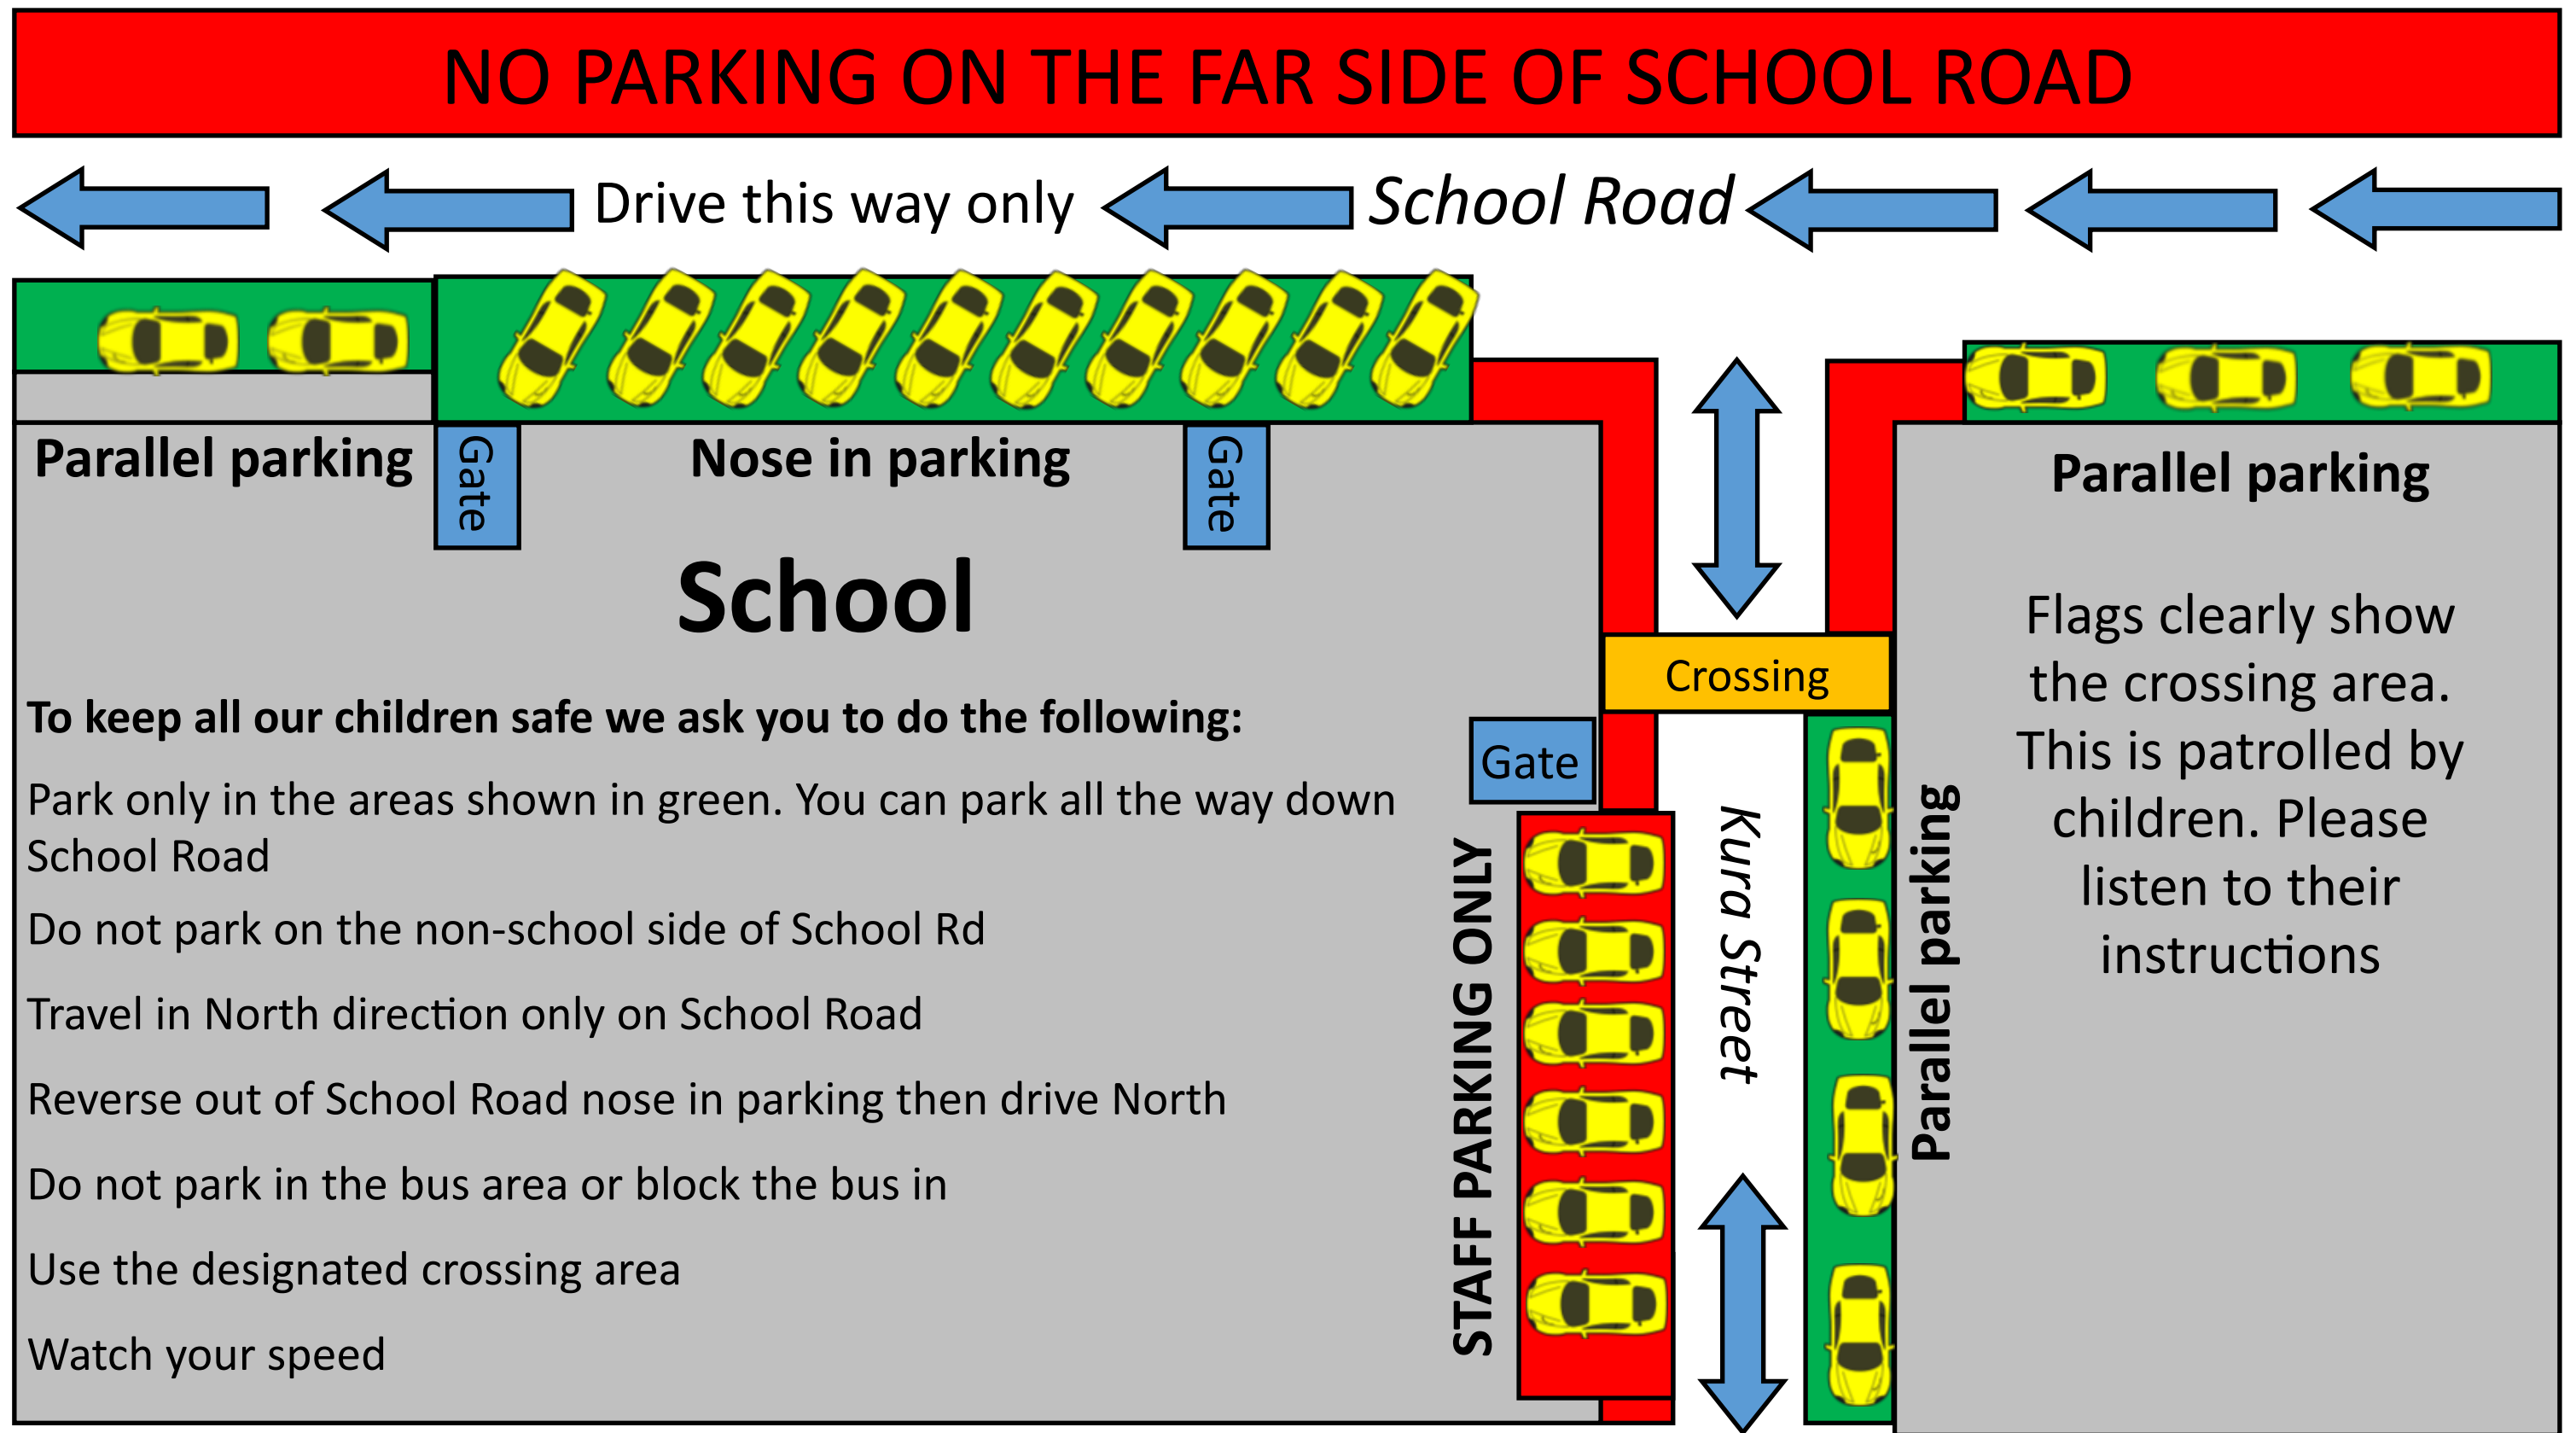 NO PARKING ON THE FAR SIDE OF SCHOOL ROAD
Drive this way only
School Road
Parallel parking
Gate
Nose in parking
Gate
Parallel parking
School
To keep all our children safe we ask you to do the following:
Park only in the areas shown in green. You can park all the way down
School Road
Do not park on the non-school side of School Rd
Travel in North direction only on School Road
Reverse out of School Road nose in parking then drive North
Do not park in the bus area or block the bus in
Use the designated crossing area
Watch your speed
Crossing
Gate
STAFF PARKING ONLY
Kura Street
Parallel parking
Flags clearly show
the crossing area.
This is patrolled by
children. Please
listen to their
instructions